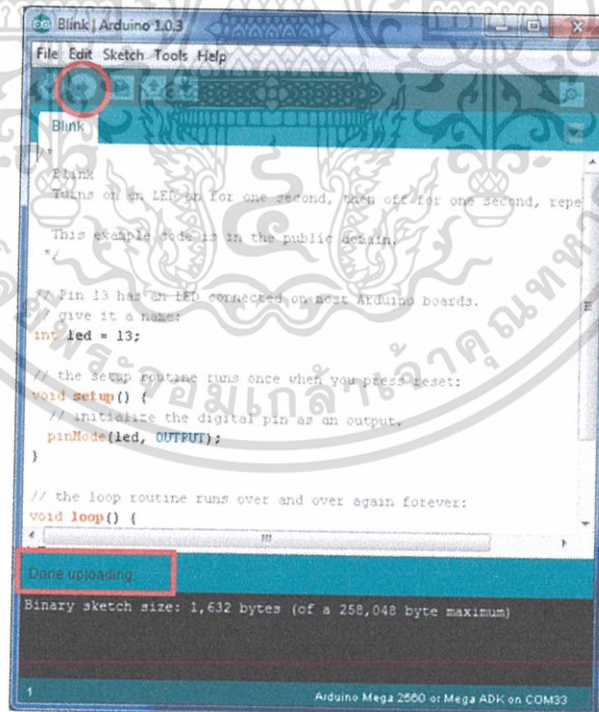 Blink | Arduino 1.0.3
File Edit Sketch Tools Help
Blink
/*
Blink
Turns on an LED on for one second, then off for one second, repe
This example code is in the public domain.
*/
// Pin 13 has an LED connected on most Arduino boards.
// give it a name:
int led = 13;
// the setup routine runs once when you press reset:
void setup() {
// initialize the digital pin as an output.
pinMode(led, OUTPUT);
}
// the loop routine runs over and over again forever:
void loop() {
Done uploading.
Binary sketch size: 1,632 bytes (of a 258,048 byte maximum)
1
Arduino Mega 2560 or Mega ADK on COM33